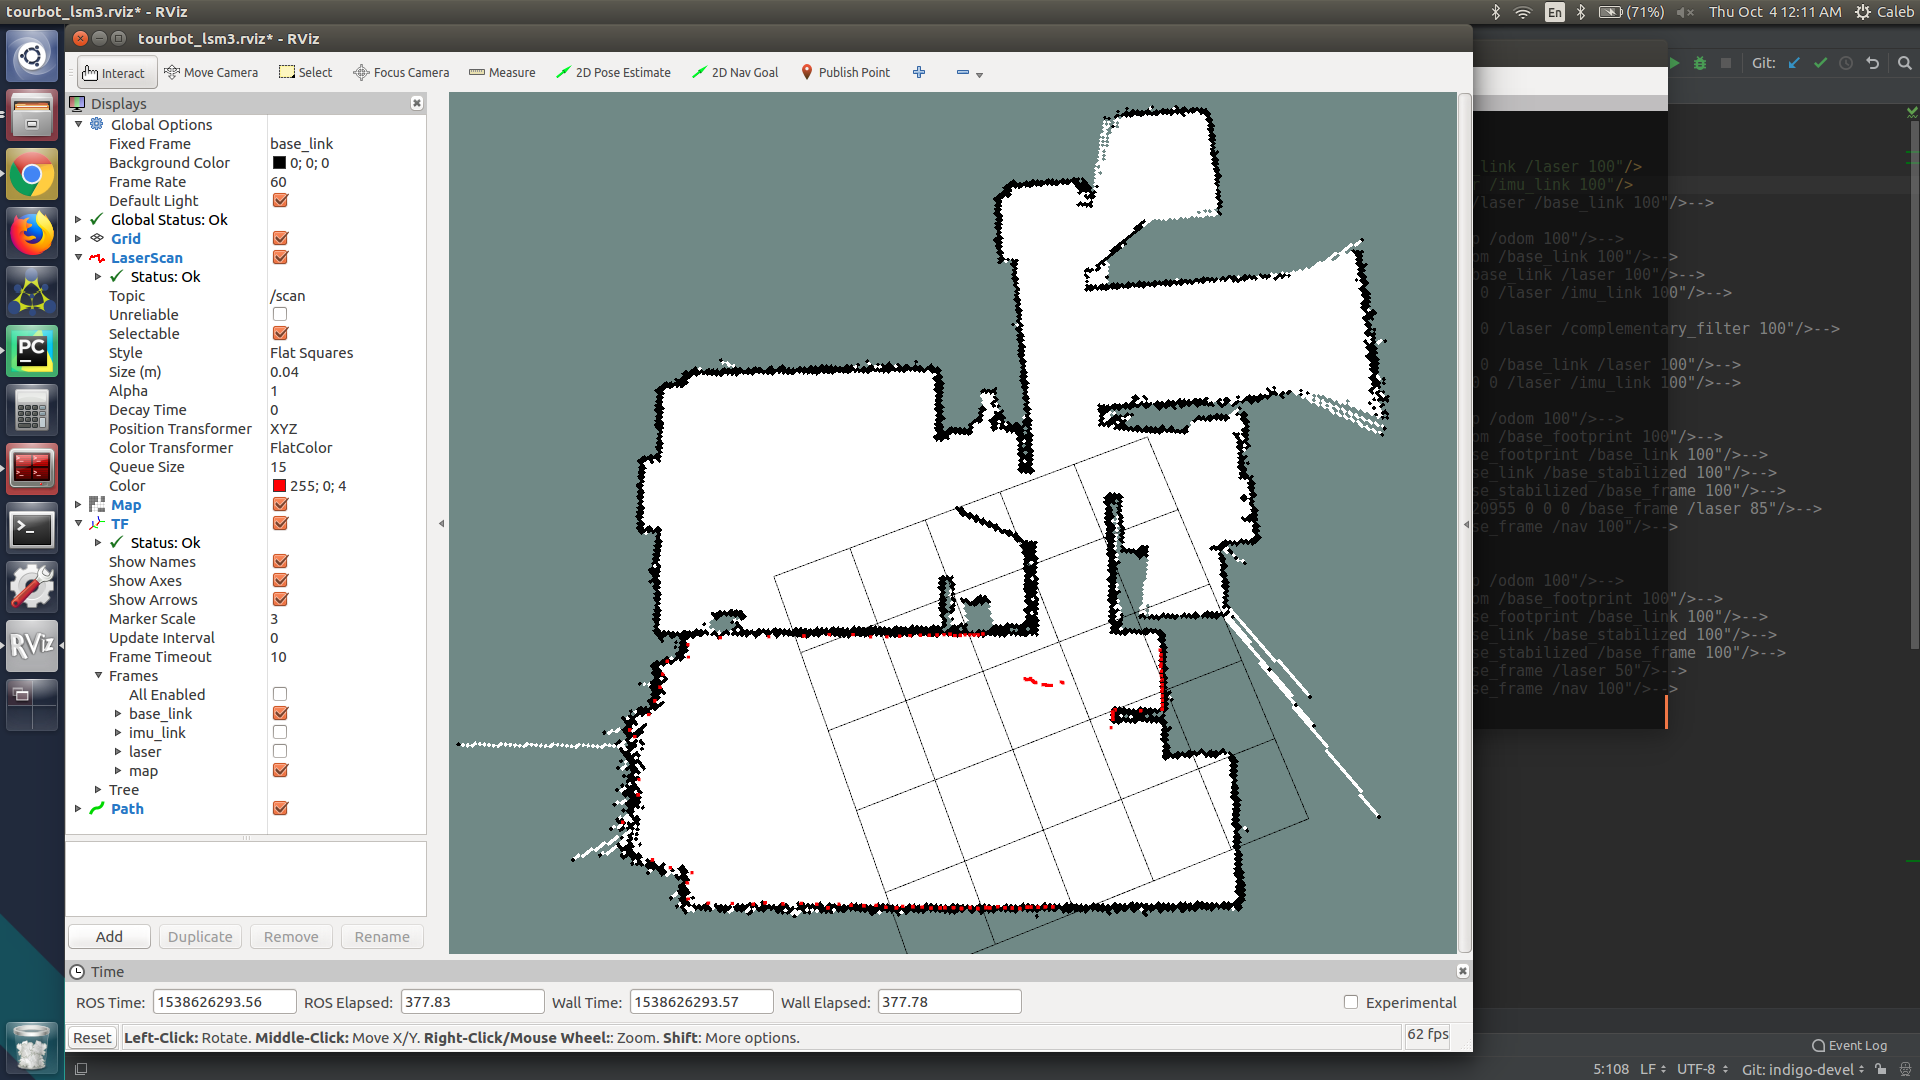 tourbot_lsm3.rviz* - RViz
En (71%) Thu Oct 4 12:11 AM Caleb
tourbot_lsm3.rviz* - RViz
Interact Move Camera Select Focus Camera Measure 2D Pose Estimate 2D Nav Goal Publish Point
Git:
Displays
Global Options
Fixed Frame base_link
Background Color 0; 0; 0
Frame Rate 60
Default Light
Global Status: Ok
Grid
LaserScan
Status: Ok
Topic /scan
Unreliable
Selectable
Style Flat Squares
Size (m) 0.04
Alpha 1
Decay Time 0
Position Transformer XYZ
Color Transformer FlatColor
Queue Size 15
Color 255; 0; 4
Map
TF
Status: Ok
Show Names
Show Axes
Show Arrows
Marker Scale 3
Update Interval 0
Frame Timeout 10
Frames
All Enabled
base_link
imu_link
laser
map
Tree
Path
Add Duplicate Remove Rename
_link /laser 100"/>
/imu_link 100"/>
/laser /base_link 100"/>-->
/odom 100"/>-->
/base_link 100"/>-->
base_link /laser 100"/>-->
0 /laser /imu_link 100"/>-->
0 /laser /complementary_filter 100"/>-->
0 /base_link /laser 100"/>-->
0 /laser /imu_link 100"/>-->
/odom 100"/>-->
/base_footprint 100"/>-->
se_footprint /base_link 100"/>-->
se_link /base_stabilized 100"/>-->
se_stabilized /base_frame 100"/>-->
20955 0 0 0 /base_frame /laser 85"/>-->
se_frame /nav 100"/>-->
/odom 100"/>-->
/base_footprint 100"/>-->
se_footprint /base_link 100"/>-->
se_link /base_stabilized 100"/>-->
se_stabilized /base_frame 100"/>-->
se_frame /laser 50"/>-->
se_frame /nav 100"/>-->
PC
RViz
Time
ROS Time: 1538626293.56 ROS Elapsed: 377.83 Wall Time: 1538626293.57 Wall Elapsed: 377.78 Experimental
Reset Left-Click: Rotate. Middle-Click: Move X/Y. Right-Click/Mouse Wheel:: Zoom. Shift: More options. 62 fps
Event Log
5:108 LF UTF-8 Git: indigo-devel